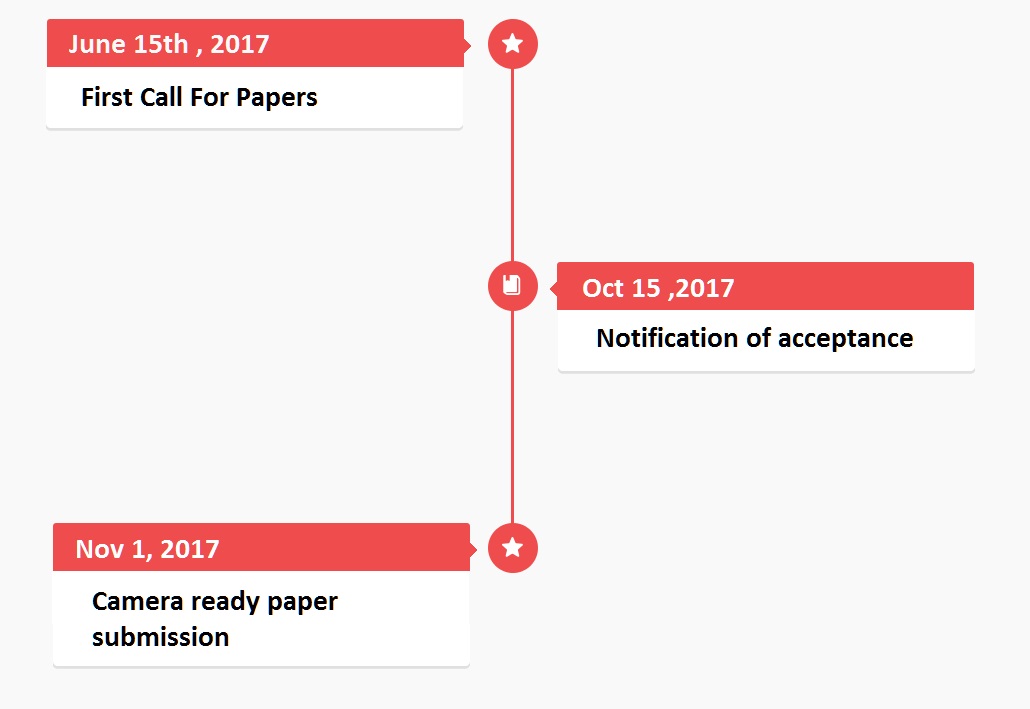 June 15th , 2017
First Call For Papers
Oct 15 ,2017
Notification of acceptance
Nov 1, 2017
Camera ready paper
submission